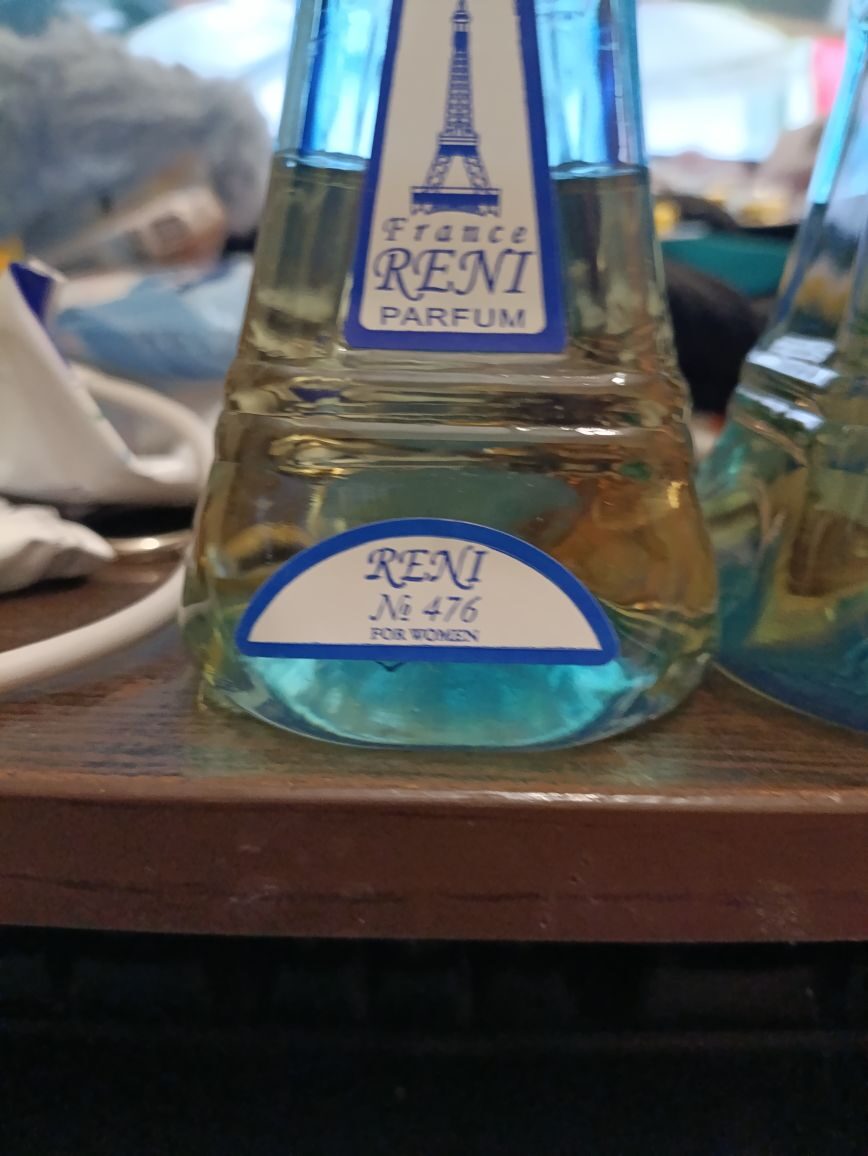 France
RENI
PARFUM
RENI
№ 476
FOR WOMEN